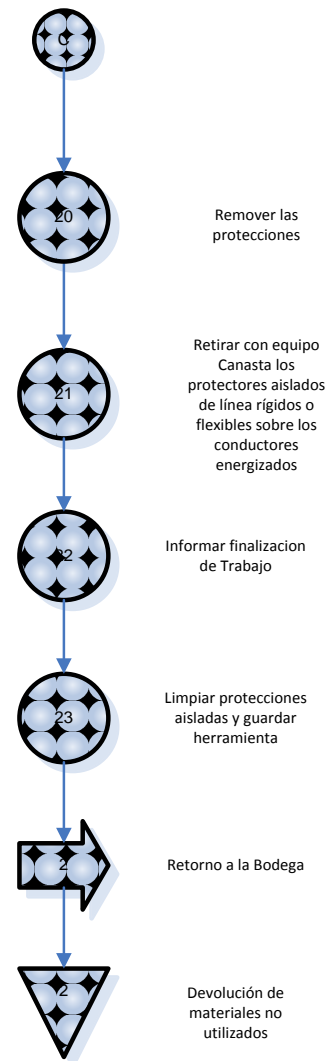 C
20
Remover las
protecciones
21
Retirar con equipo
Canasta los
protectores aislados
de línea rígidos o
flexibles sobre los
conductores
energizados
22
Informar finalizacion
de Trabajo
23
Limpiar protecciones
aisladas y guardar
herramienta
2
Retorno a la Bodega
2
Devolución de
materiales no
utilizados